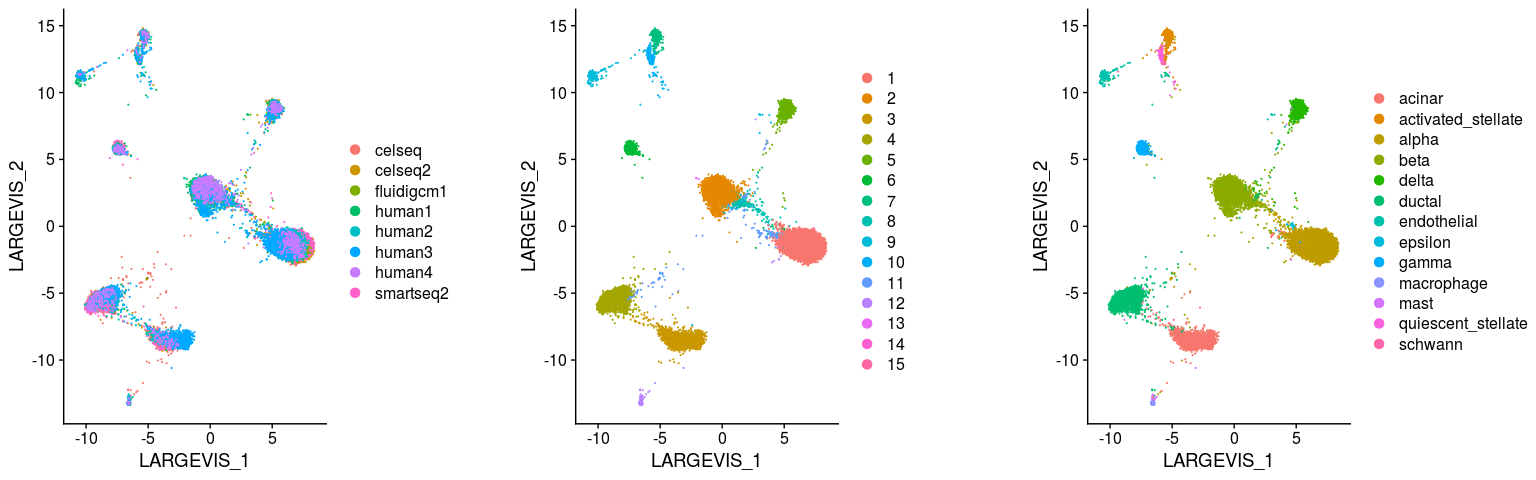 15
10
5
0
-5
-10
-10
-5
0
5
LARGEVIS_1
LARGEVIS_2
celseq
celseq2
fluidigcm1
human1
human2
human3
human4
smartseq2
15
10
5
0
-5
-10
-10
-5
0
5
LARGEVIS_1
LARGEVIS_2
1
2
3
4
5
6
7
8
9
10
11
12
13
14
15
15
10
5
0
-5
-10
-10
-5
0
5
LARGEVIS_1
LARGEVIS_2
acinar
activated_stellate
alpha
beta
delta
ductal
endothelial
epsilon
gamma
macrophage
mast
quiescent_stellate
schwann